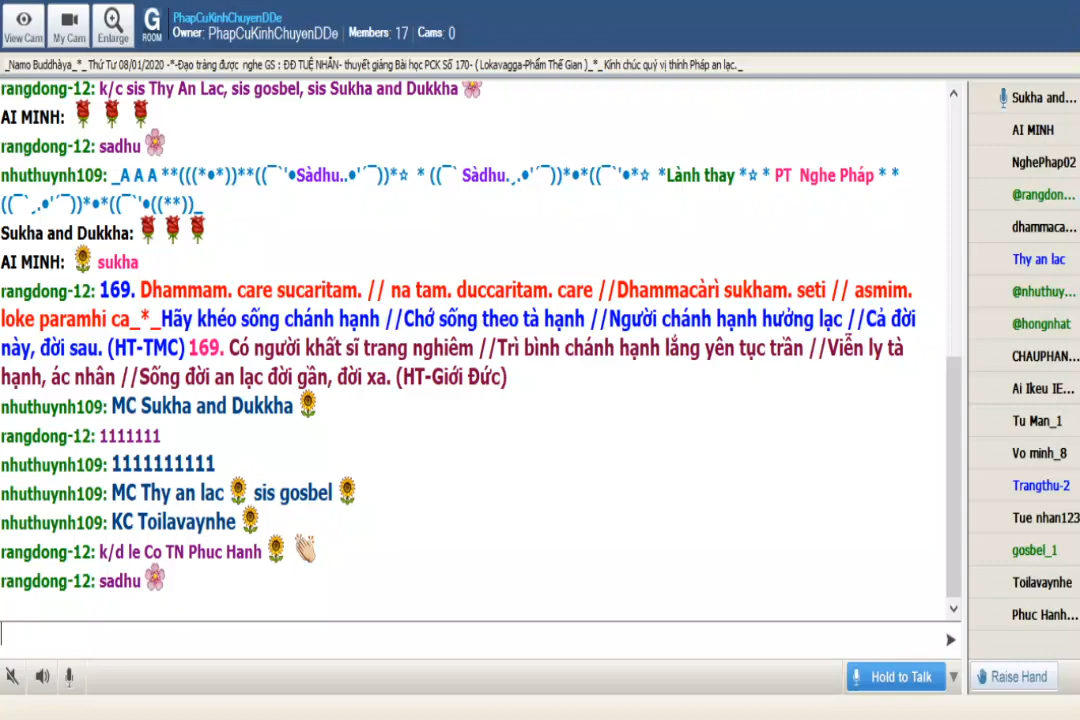 View Cam
My Cam
Enlarge
G
ROOM
PhapCuKinhChuyenDDe
Owner: PhapCuKinhChuyenDDe Members: 17 Cams: 0
_Namo Buddhàya_*_ Thứ Tư 08/01/2020 -*-Đạo tràng được nghe GS : ĐĐ TUỆ NHÂN- thuyết giảng Bài học PCK Số 170- ( Lokavagga-Phẩm Thế Gian )_*_ Kính chúc quý vị thính Pháp an lạc._
rangdong-12: k/c sis Thy An Lac, sis gosbel, sis Sukha and Dukkha 🌸
AI MINH: 🌹 🌹 🌹
rangdong-12: sadhu 🌸
nhuthuynh109: _A A A **(((*•*))**((¯`'•Sàdhu..•'´¯))*☆ * ((¯` Sàdhu.¸.•'´¯))*•*((¯`'•*☆ *Lành thay *☆ * PT Nghe Pháp * *
((¯`¸.•'´¯))*•*((¯`'•((**))_
Sukha and Dukkha: 🌹 🌹 🌹
AI MINH: 🌻 sukha
rangdong-12: 169. Dhammam. care sucaritam. // na tam. duccaritam. care //Dhammacàrì sukham. seti // asmim.
loke paramhi ca_*_Hãy khéo sống chánh hạnh //Chớ sống theo tà hạnh //Người chánh hạnh hưởng lạc //Cả đời
này, đời sau. (HT-TMC) 169. Có người khất sĩ trang nghiêm //Trì bình chánh hạnh lắng yên tục trần //Viễn ly tà
hạnh, ác nhân //Sống đời an lạc đời gần, đời xa. (HT-Giới Đức)
nhuthuynh109: MC Sukha and Dukkha 🌻
rangdong-12: 1111111
nhuthuynh109: 1111111111
nhuthuynh109: MC Thy an lac 🌻 sis gosbel 🌻
nhuthuynh109: KC Toilavaynhe 🌻
rangdong-12: k/d le Co TN Phuc Hanh 🌻 👏
rangdong-12: sadhu 🌸
Sukha and...
AI MINH
NghePhap02
@rangdon...
dhammaca...
Thy an lac
@nhuthuy...
@hongnhat
CHAUPHAN...
Ai Ikeu IE...
Tu Man_1
Vo minh_8
Trangthu-2
Tue nhan123
gosbel_1
Toilavaynhe
Phuc Hanh...
Hold to Talk
Raise Hand